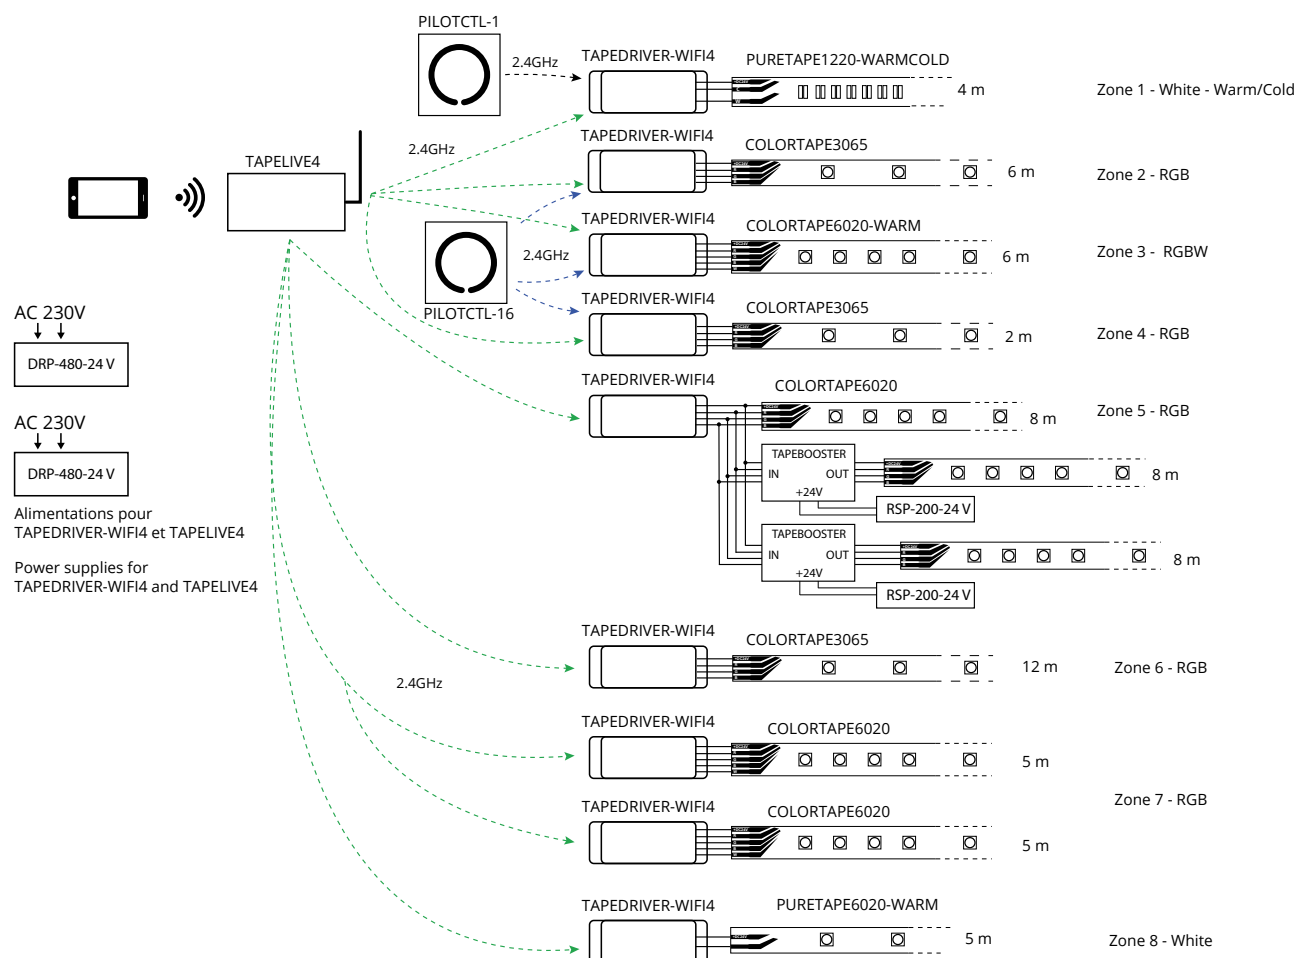 PILOTCTL-1
2.4GHz
TAPEDRIVER-WIFI4
PURETAPE1220-WARMCOLD
4 m
Zone 1 - White - Warm/Cold
TAPELIVE4
2.4GHz
TAPEDRIVER-WIFI4
COLORTAPE3065
6 m
Zone 2 - RGB
TAPEDRIVER-WIFI4
COLORTAPE6020-WARM
6 m
Zone 3 - RGBW
2.4GHz
PILOTCTL-16
TAPEDRIVER-WIFI4
COLORTAPE3065
2 m
Zone 4 - RGB
AC 230V
DRP-480-24 V
AC 230V
DRP-480-24 V
Alimentations pour
TAPEDRIVER-WIFI4 et TAPELIVE4
Power supplies for
TAPEDRIVER-WIFI4 and TAPELIVE4
TAPEDRIVER-WIFI4
COLORTAPE6020
8 m
Zone 5 - RGB
TAPEBOOSTER
IN
OUT
+24V
RSP-200-24 V
8 m
TAPEBOOSTER
IN
OUT
+24V
RSP-200-24 V
8 m
TAPEDRIVER-WIFI4
COLORTAPE3065
12 m
Zone 6 - RGB
2.4GHz
TAPEDRIVER-WIFI4
COLORTAPE6020
5 m
Zone 7 - RGB
TAPEDRIVER-WIFI4
COLORTAPE6020
5 m
TAPEDRIVER-WIFI4
PURETAPE6020-WARM
5 m
Zone 8 - White